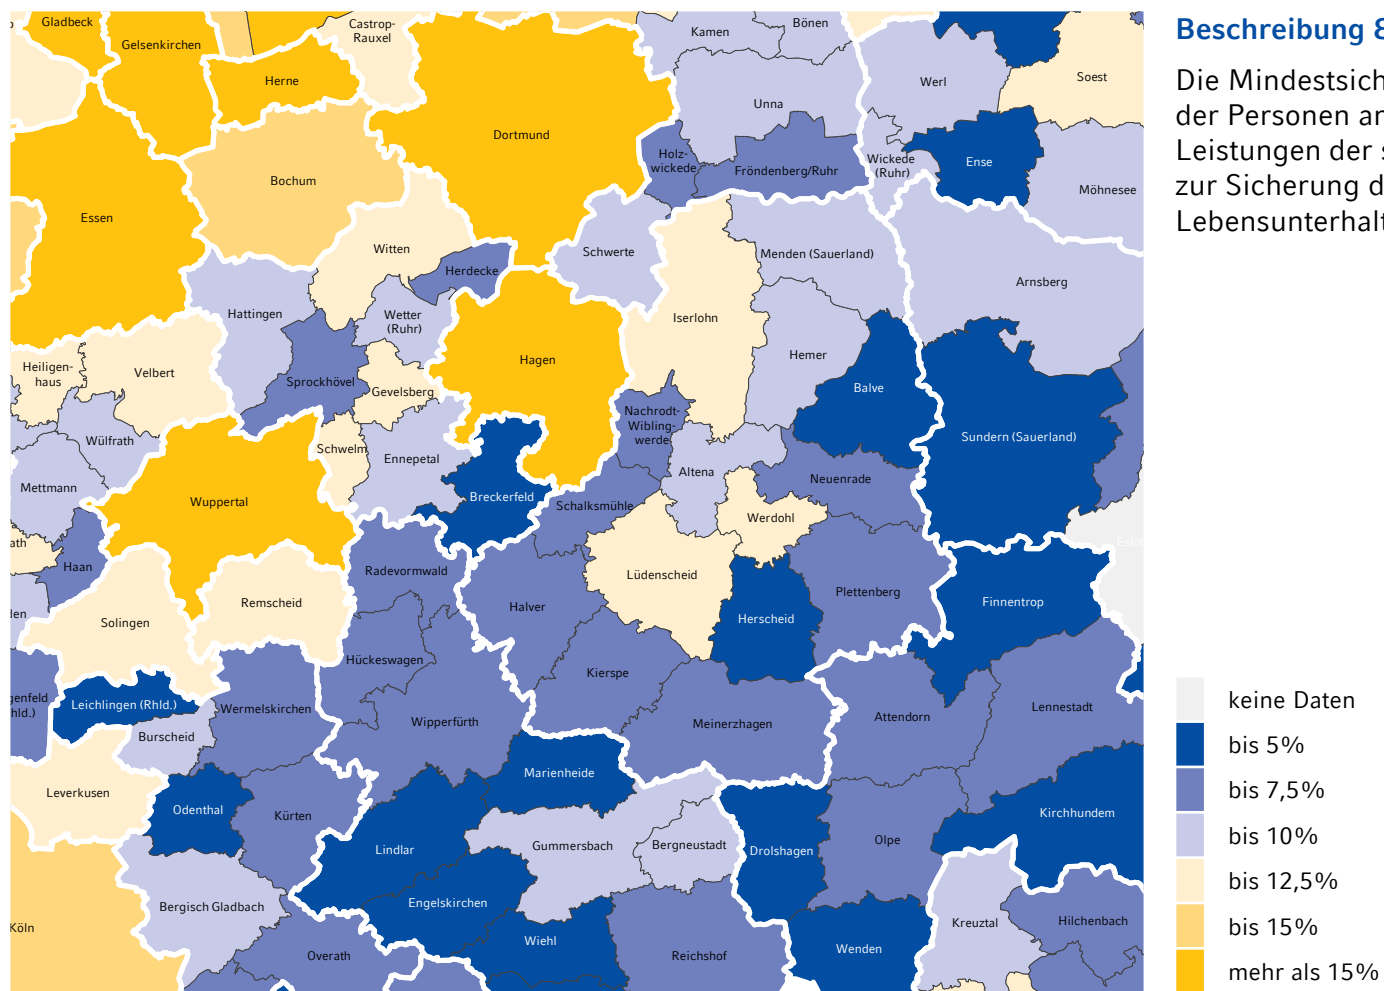 Gladbeck
Gelsenkirchen
Castrop-
Rauxel
Herne
Dortmund
Kamen
Bönen
Unna
Werl
Soest
Holz-
wickede
Fröndenberg/Ruhr
Wickede
(Ruhr)
Ense
Möhnesee
Bochum
Essen
Witten
Herdecke
Schwerte
Menden (Sauerland)
Arnsberg
Hattingen
Wetter
(Ruhr)
Iserlohn
Hemer
Heiligen-
haus
Velbert
Sprockhövel
Gevelsberg
Hagen
Balve
Nachrodt-
Wibling-
werde
Wülfrath
Schwelm
Ennepetal
Sundern (Sauerland)
Mettmann
Wuppertal
Breckerfeld
Altena
Neuenrade
Schalksmühle
Werdohl
ath
Haan
Radevormwald
Lüdenscheid
Plettenberg
den
Solingen
Remscheid
Halver
Herscheid
Finnentrop
Hückeswagen
Kierspe
genfeld
hld.)
Leichlingen (Rhld.)
Wermelskirchen
Wipperfürth
Meinerzhagen
Attendorn
Lennestadt
Burscheid
Marienheide
Leverkusen
Odenthal
Kürten
Lindlar
Gummersbach
Bergneustadt
Drolshagen
Olpe
Kirchhundem
Bergisch Gladbach
Engelskirchen
Köln
Overath
Wiehl
Reichshof
Wenden
Kreuztal
Hilchenbach
Beschreibung 8
Die Mindestsich
der Personen an
Leistungen der s
zur Sicherung d
Lebensunterhalt
keine Daten
bis 5%
bis 7,5%
bis 10%
bis 12,5%
bis 15%
mehr als 15%